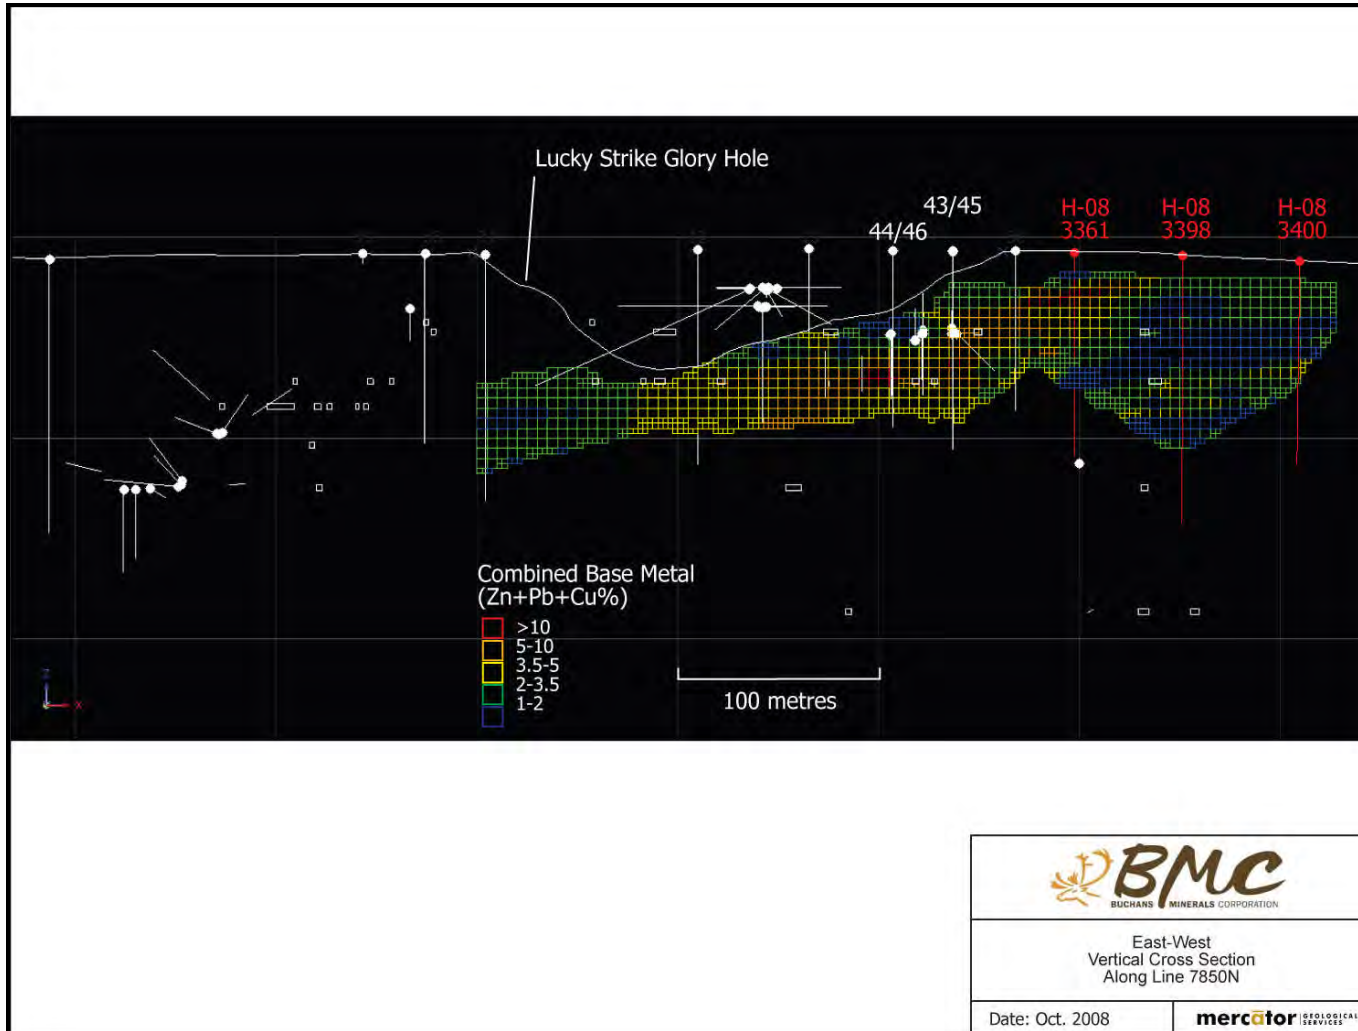 Lucky Strike Glory Hole
43/45
44/46
H-08
3361
H-08
3398
H-08
3400
Combined Base Metal
(Zn+Pb+Cu%)
>10
5-10
3.5-5
2-3.5
1-2
100 metres
Z
X
BMC
BUCHANS MINERALS CORPORATION
East-West
Vertical Cross Section
Along Line 7850N
Date: Oct. 2008
mercator GEOLOGICAL
SERVICES